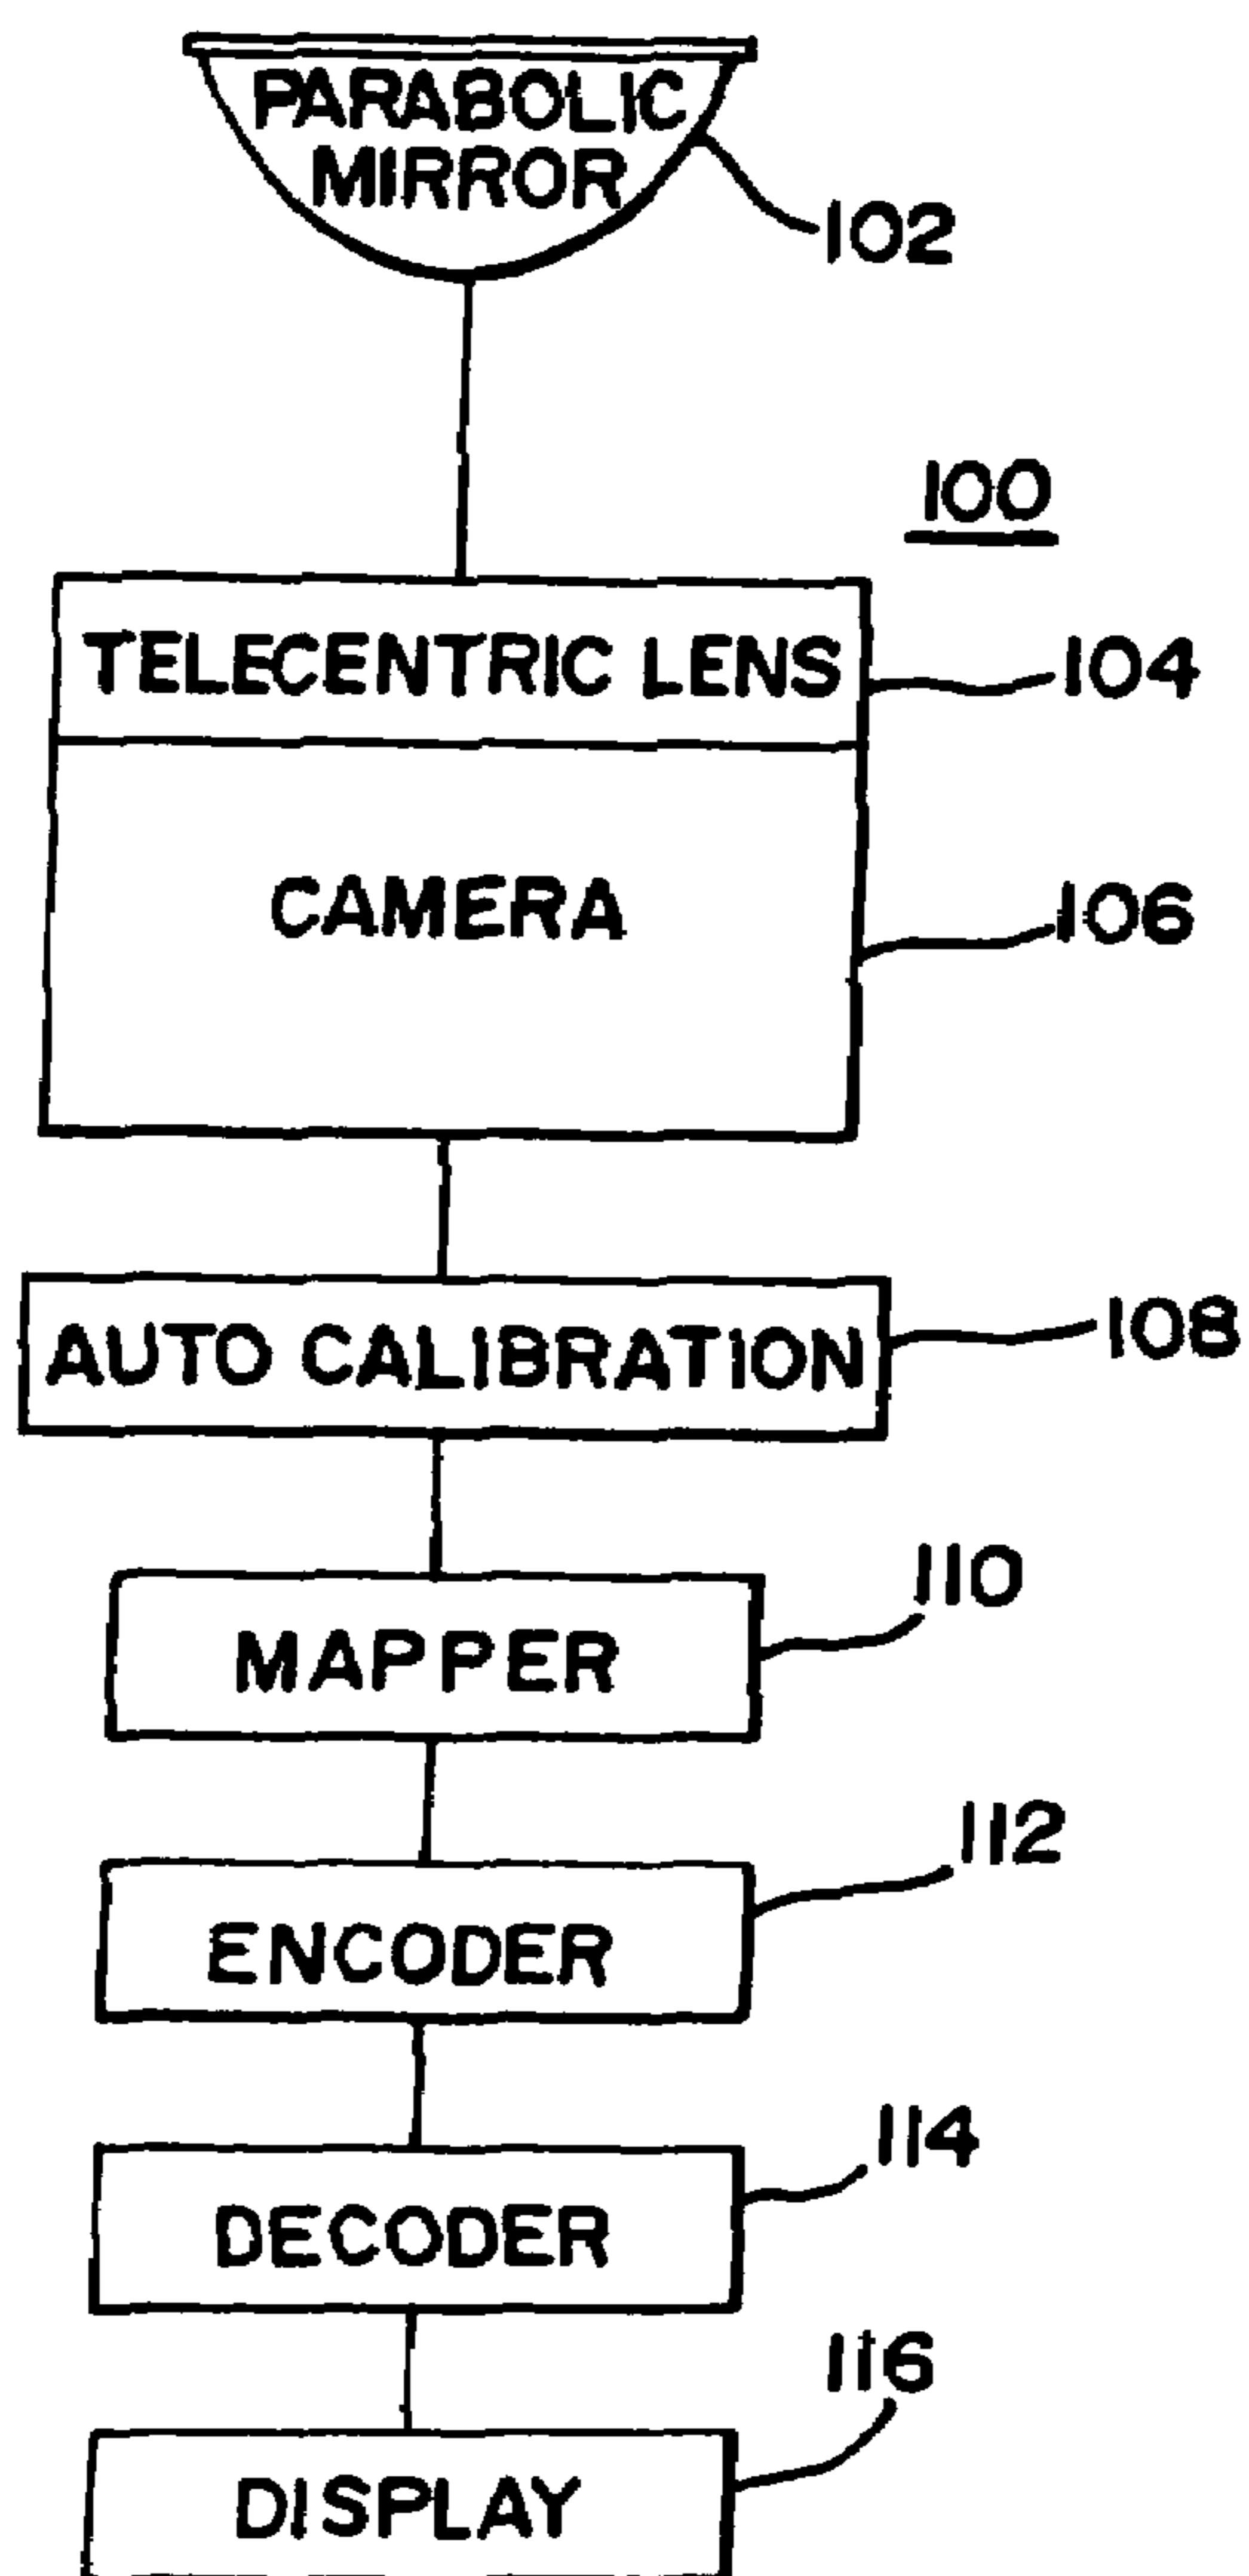 PARABOLIC
MIRROR
102
100
TELECENTRIC LENS
104
CAMERA
106
AUTO CALIBRATION
108
110
MAPPER
112
ENCODER
114
DECODER
116
DISPLAY